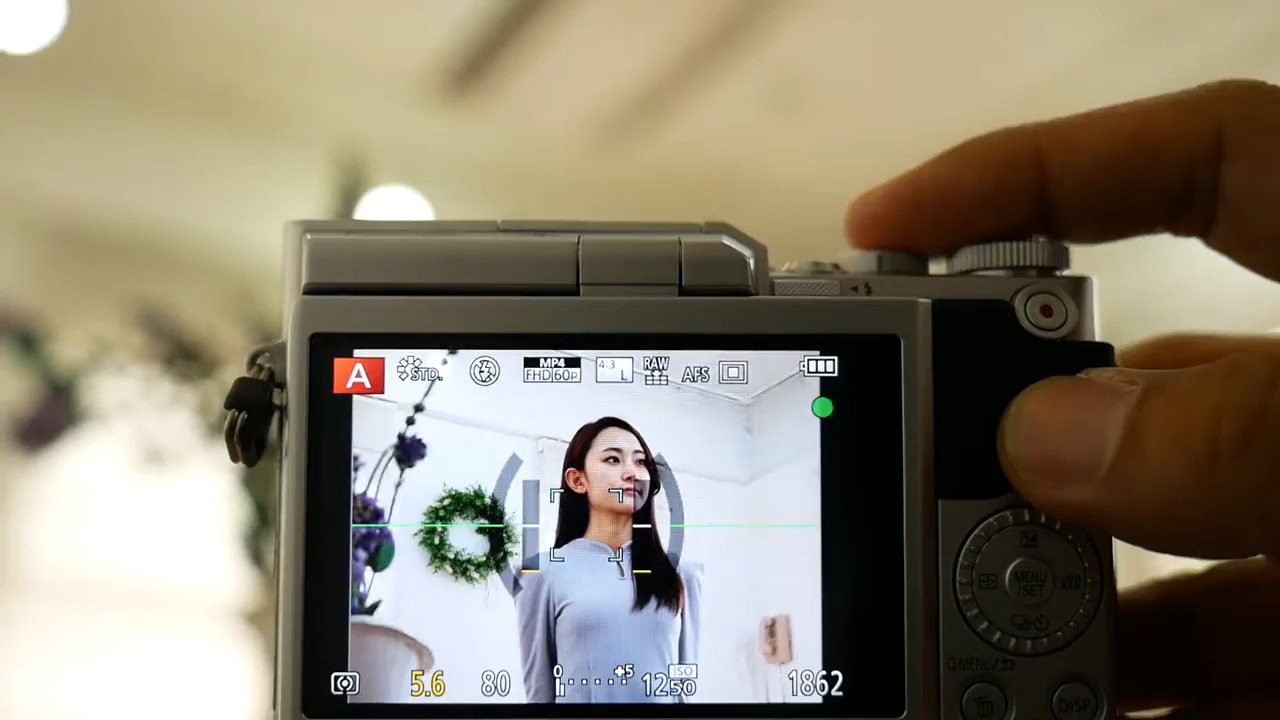 A STD. MP4 FHD 60p 4:3 L RAW AFS
5.6 80 0 +5 ISO 1250 1862
MENU /SET WB
Q.MENU/
DISP.